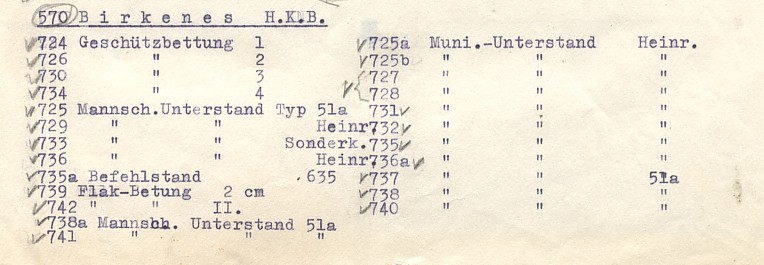 570 Birkenes H.K.B.
724 Geschützbettung 1
726 " 2
730 " 3
734 " 4
725 Mannsch.Unterstand Typ 51a
729 " " Heinr.
733 " " Sonderk.
736 " " Heinr.
735a Befehlstand .635
739 Flak-Betung 2 cm
742 " " II.
738a Mannsch. Unterstand 51a
741 " " "
725a Muni.-Unterstand Heinr.
725b " " "
727 " " "
728 " " "
731 " " "
732 " " "
735 " " "
736a " " "
737 " " 51a
738 " " "
740 " " "